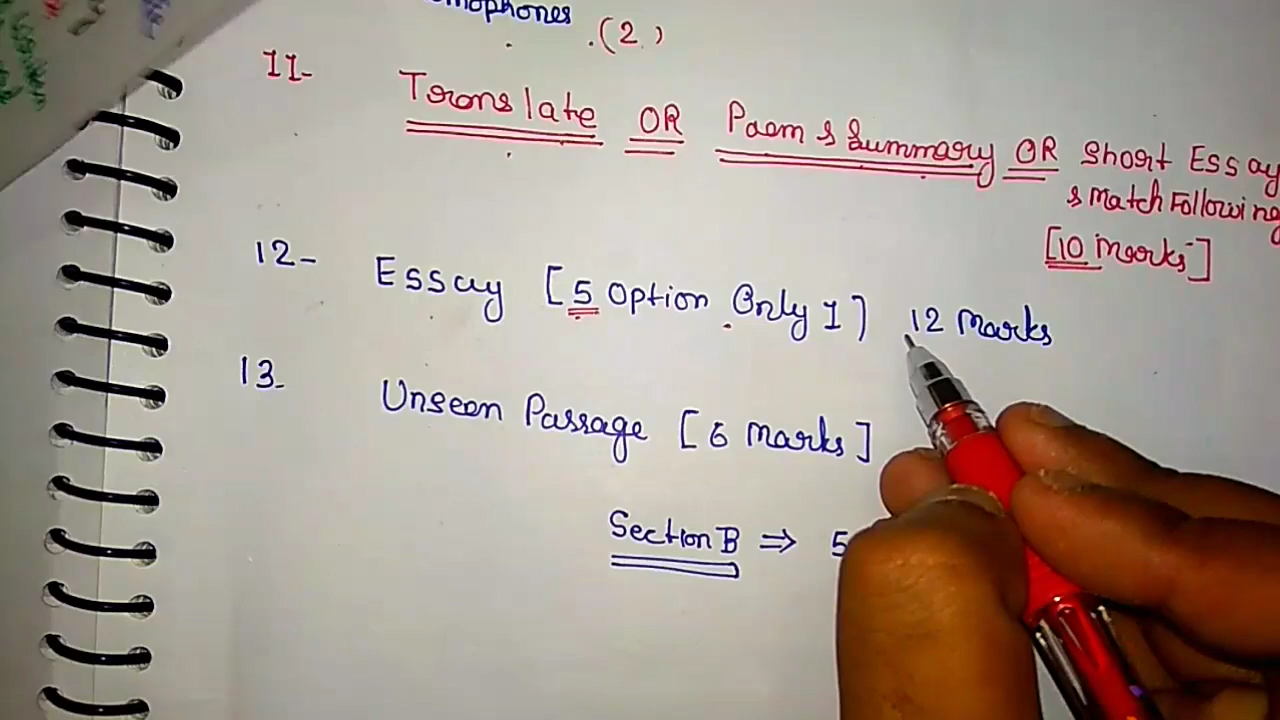 (2)
11- Translate OR Poem & Summary OR Short Essay
& Match Following
[10 Marks]
12- Essay [5 Option Only 1] 12 Marks
13- Unseen Passage [6 Marks]
Section B ⇒ 5